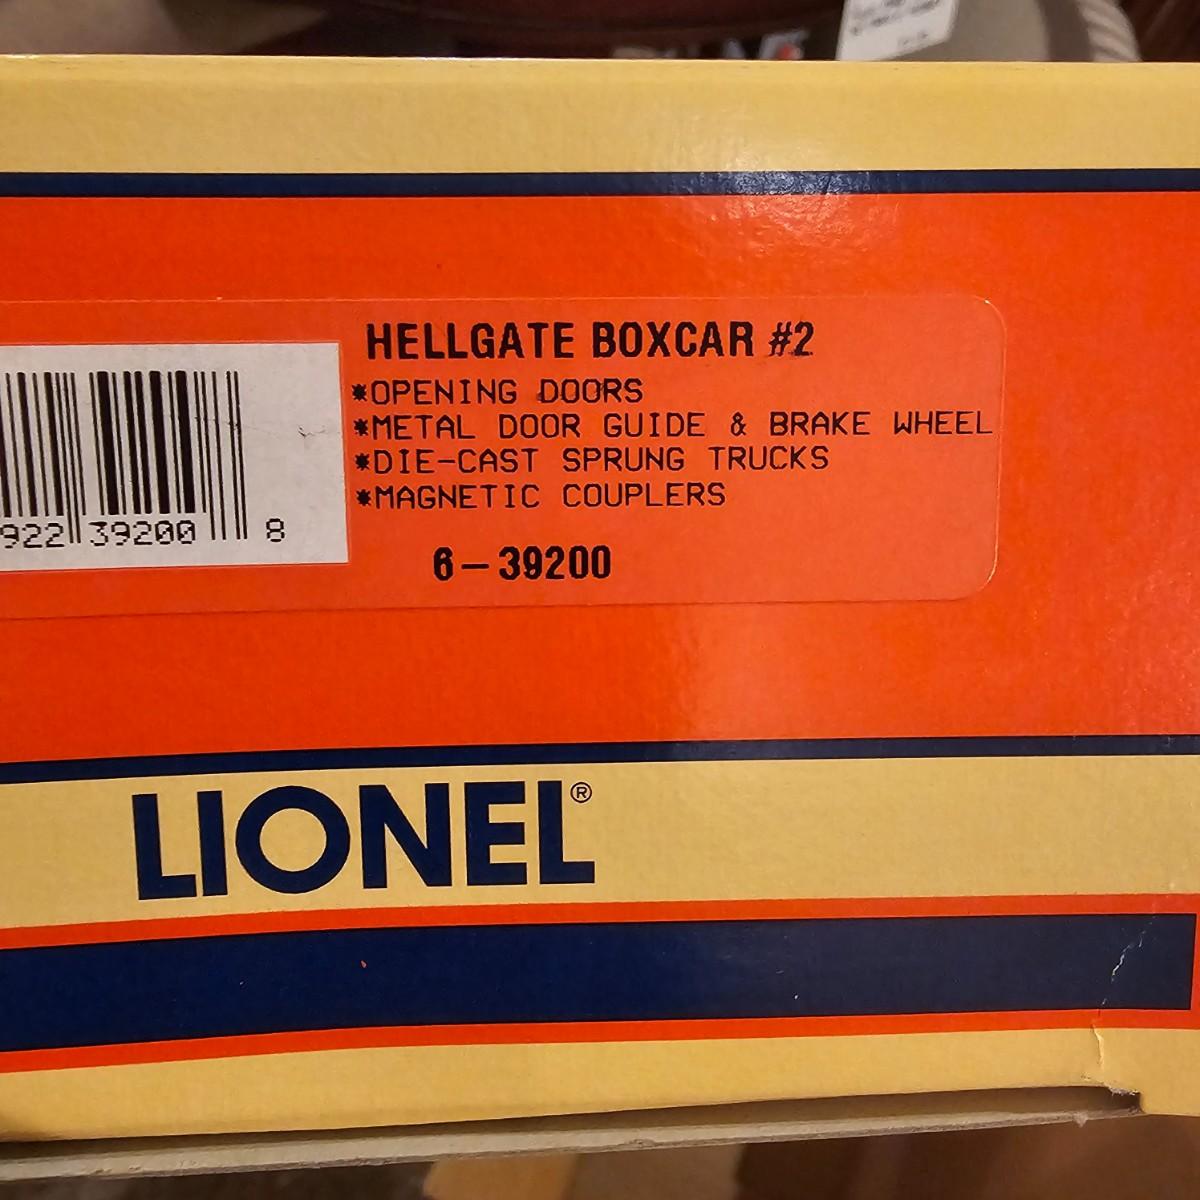 HELLGATE BOXCAR #2
*OPENING DOORS
*METAL DOOR GUIDE & BRAKE WHEEL
*DIE-CAST SPRUNG TRUCKS
*MAGNETIC COUPLERS
922 39200 8
6-39200
LIONEL®